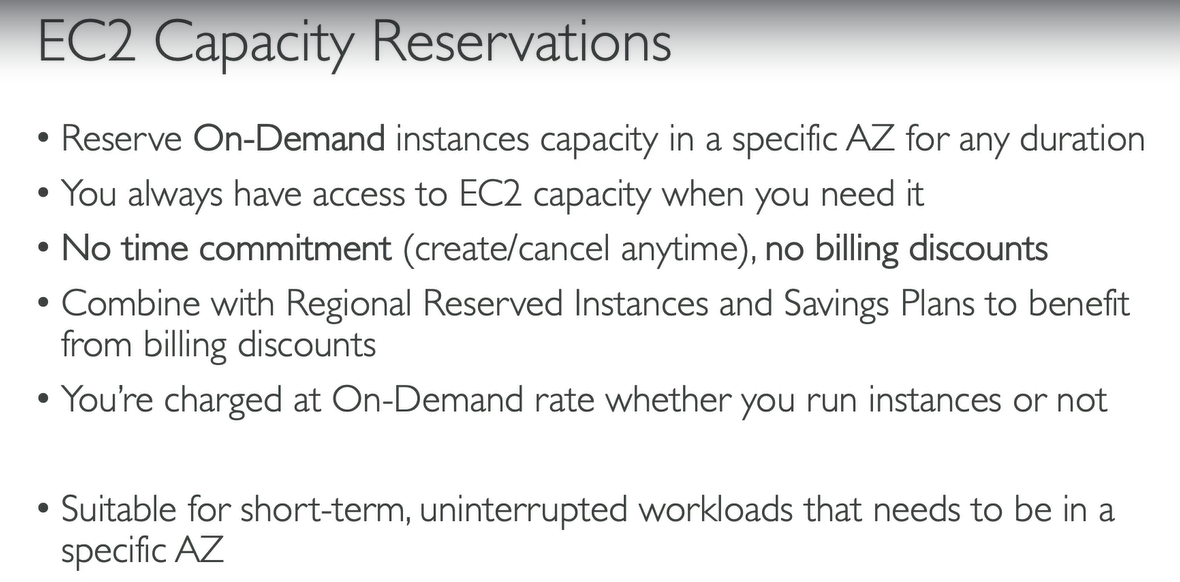 EC2 Capacity Reservations
• Reserve On-Demand instances capacity in a specific AZ for any duration
• You always have access to EC2 capacity when you need it
• No time commitment (create/cancel anytime), no billing discounts
• Combine with Regional Reserved Instances and Savings Plans to benefit
from billing discounts
• You’re charged at On-Demand rate whether you run instances or not
• Suitable for short-term, uninterrupted workloads that needs to be in a
specific AZ